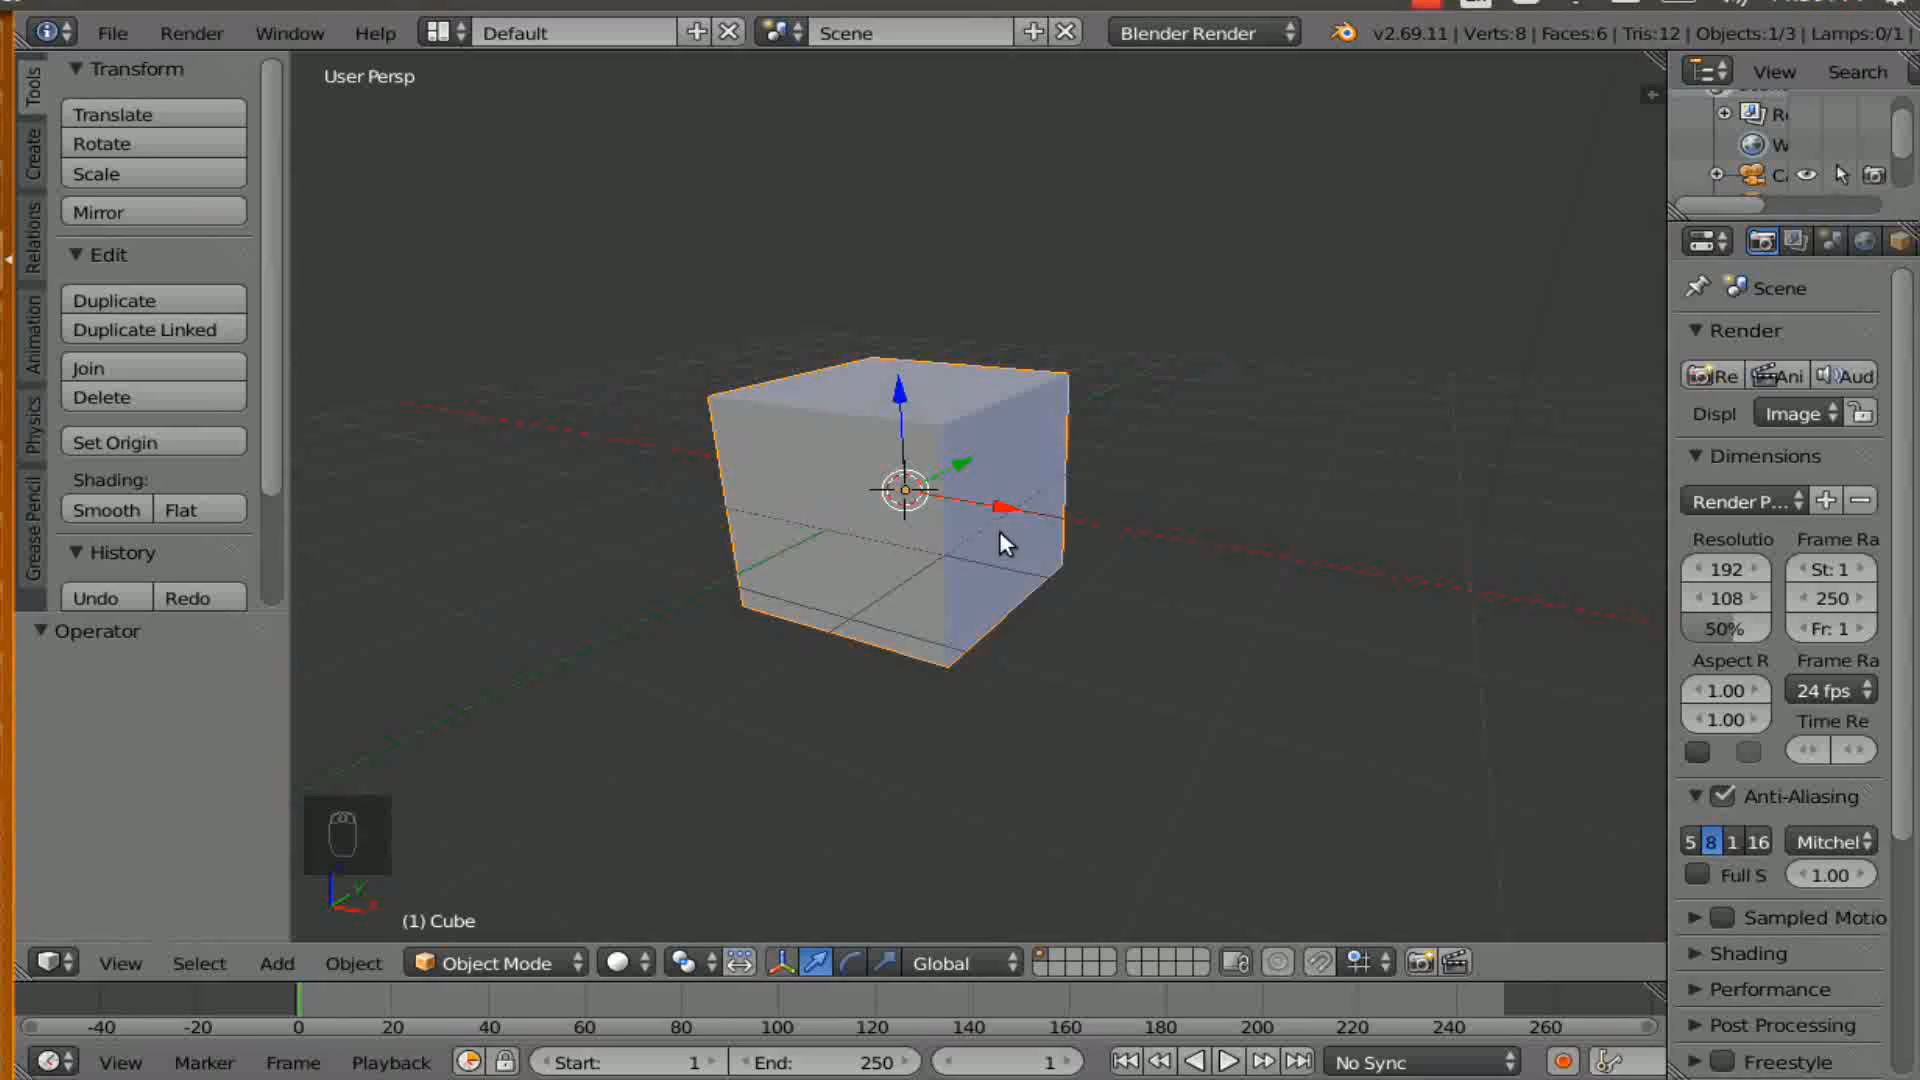 File Render Window Help Default Scene Blender Render v2.69.11 | Verts:8 | Faces:6 | Tris:12 | Objects:1/3 | Lamps:0/1 |
Tools
Create
Relations
Animation
Physics
Grease Pencil
Transform
Translate
Rotate
Scale
Mirror
Edit
Duplicate
Duplicate Linked
Join
Delete
Set Origin
Shading:
Smooth Flat
History
Undo Redo
Operator
User Persp
(1) Cube
View Search
R
W
C
Scene
Render
Re Ani Aud
Displ Image
Dimensions
Render P...
Resolutio Frame Ra
192 St: 1
108 250
50% Fr: 1
Aspect R Frame Ra
1.00 24 fps
1.00 Time Re
Anti-Aliasing
5 8 1 16 Mitchel
Full S 1.00
Sampled Motio
Shading
Performance
Post Processing
Freestyle
View Select Add Object Object Mode Global
-40 -20 0 20 40 60 80 100 120 140 160 180 200 220 240 260
View Marker Frame Playback Start: 1 End: 250 1 No Sync